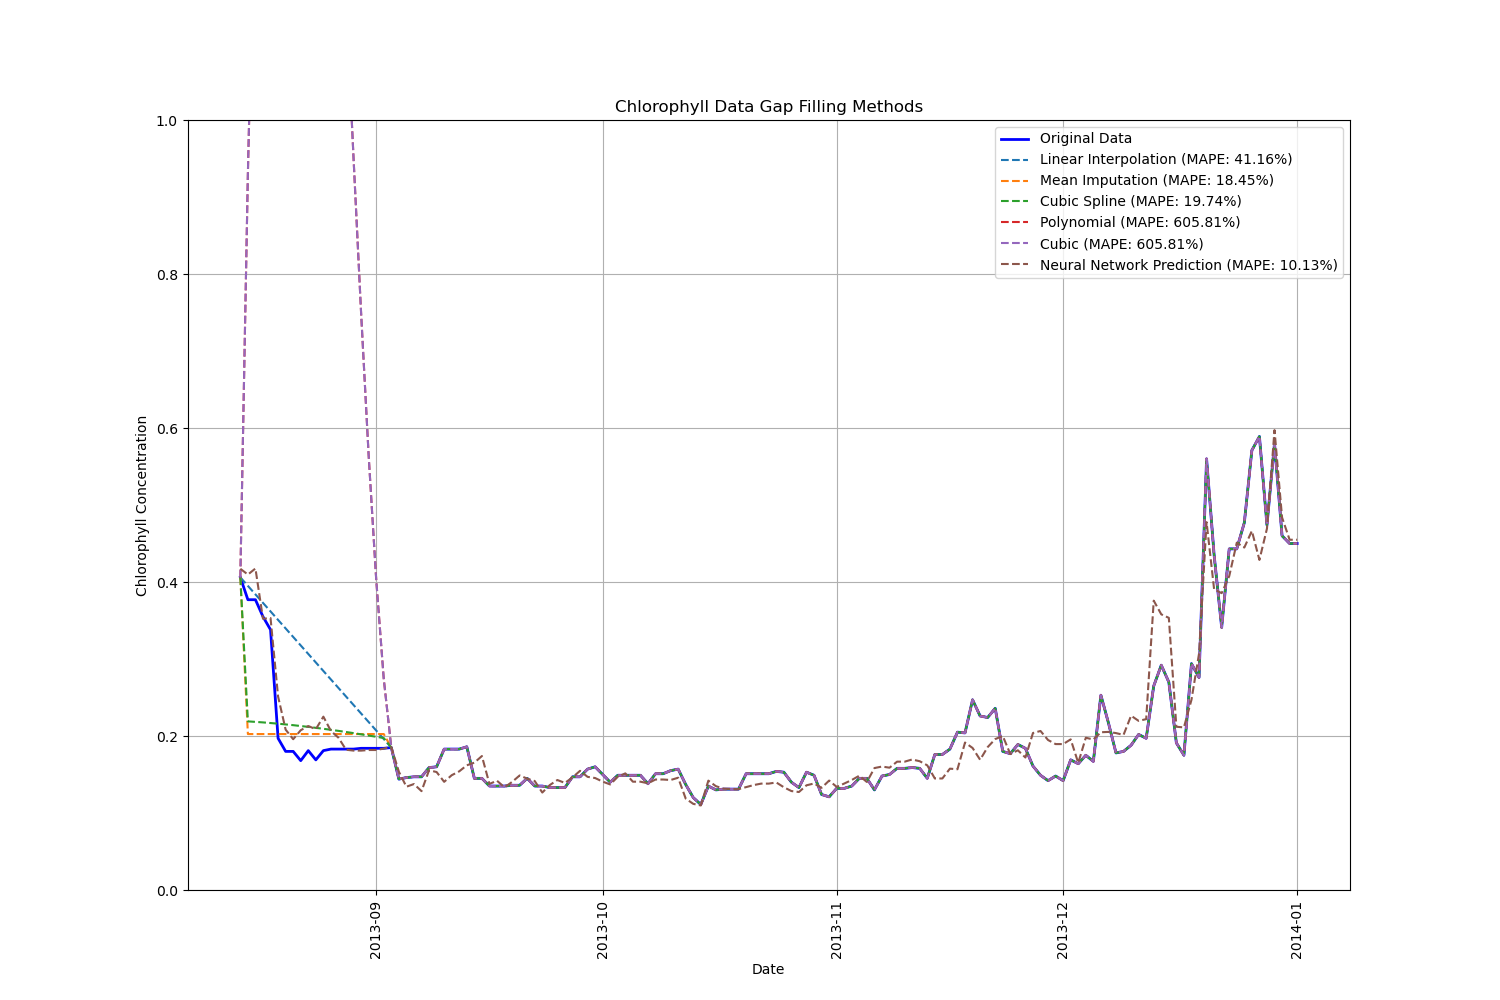 Chlorophyll Data Gap Filling Methods
1.0
0.8
0.6
0.4
0.2
0.0
Chlorophyll Concentration
Original Data
Linear Interpolation (MAPE: 41.16%)
Mean Imputation (MAPE: 18.45%)
Cubic Spline (MAPE: 19.74%)
Polynomial (MAPE: 605.81%)
Cubic (MAPE: 605.81%)
Neural Network Prediction (MAPE: 10.13%)
2013-09
2013-10
2013-11
2013-12
2014-01
Date